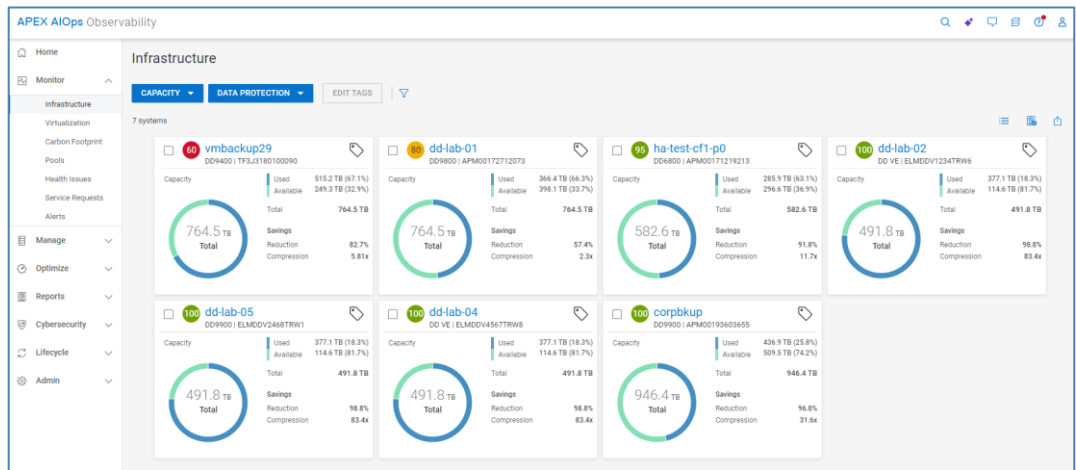 APEX AIOps Observability
Home
Monitor
Infrastructure
Virtualization
Carbon Footprint
Pools
Health Issues
Service Requests
Alerts
Manage
Optimize
Reports
Cybersecurity
Lifecycle
Admin
Infrastructure
CAPACITY DATA PROTECTION EDIT TAGS
7 systems
60 vmbackup29
DD9400 | TF3J3180100090
Capacity
Used 515.2 TB (67.1%)
Available 249.3 TB (32.9%)
Total 764.5 TB
764.5 TB
Total
Savings
Reduction 82.7%
Compression 5.81x
80 dd-lab-01
DD9800 | APM00172712073
Capacity
Used 366.4 TB (66.3%)
Available 398.1 TB (33.7%)
Total 764.5 TB
764.5 TB
Total
Savings
Reduction 57.4%
Compression 2.3x
95 ha-test-cf1-p0
DD6800 | APM00171219213
Capacity
Used 285.9 TB (63.1%)
Available 296.6 TB (36.9%)
Total 582.6 TB
582.6 TB
Total
Savings
Reduction 91.8%
Compression 11.7x
100 dd-lab-02
DD VE | ELMDDV1234TRW6
Capacity
Used 377.1 TB (18.3%)
Available 114.6 TB (81.7%)
Total 491.8 TB
491.8 TB
Total
Savings
Reduction 98.8%
Compression 83.4x
100 dd-lab-05
DD9900 | ELMDDV2468TRW1
Capacity
Used 377.1 TB (18.3%)
Available 114.6 TB (81.7%)
Total 491.8 TB
491.8 TB
Total
Savings
Reduction 98.8%
Compression 83.4x
100 dd-lab-04
DD VE | ELMDDV4567TRW8
Capacity
Used 377.1 TB (18.3%)
Available 114.6 TB (81.7%)
Total 491.8 TB
491.8 TB
Total
Savings
Reduction 98.8%
Compression 83.4x
100 corpbkup
DD9900 | APM00193603655
Capacity
Used 436.9 TB (25.8%)
Available 509.5 TB (74.2%)
Total 946.4 TB
946.4 TB
Total
Savings
Reduction 96.8%
Compression 31.6x